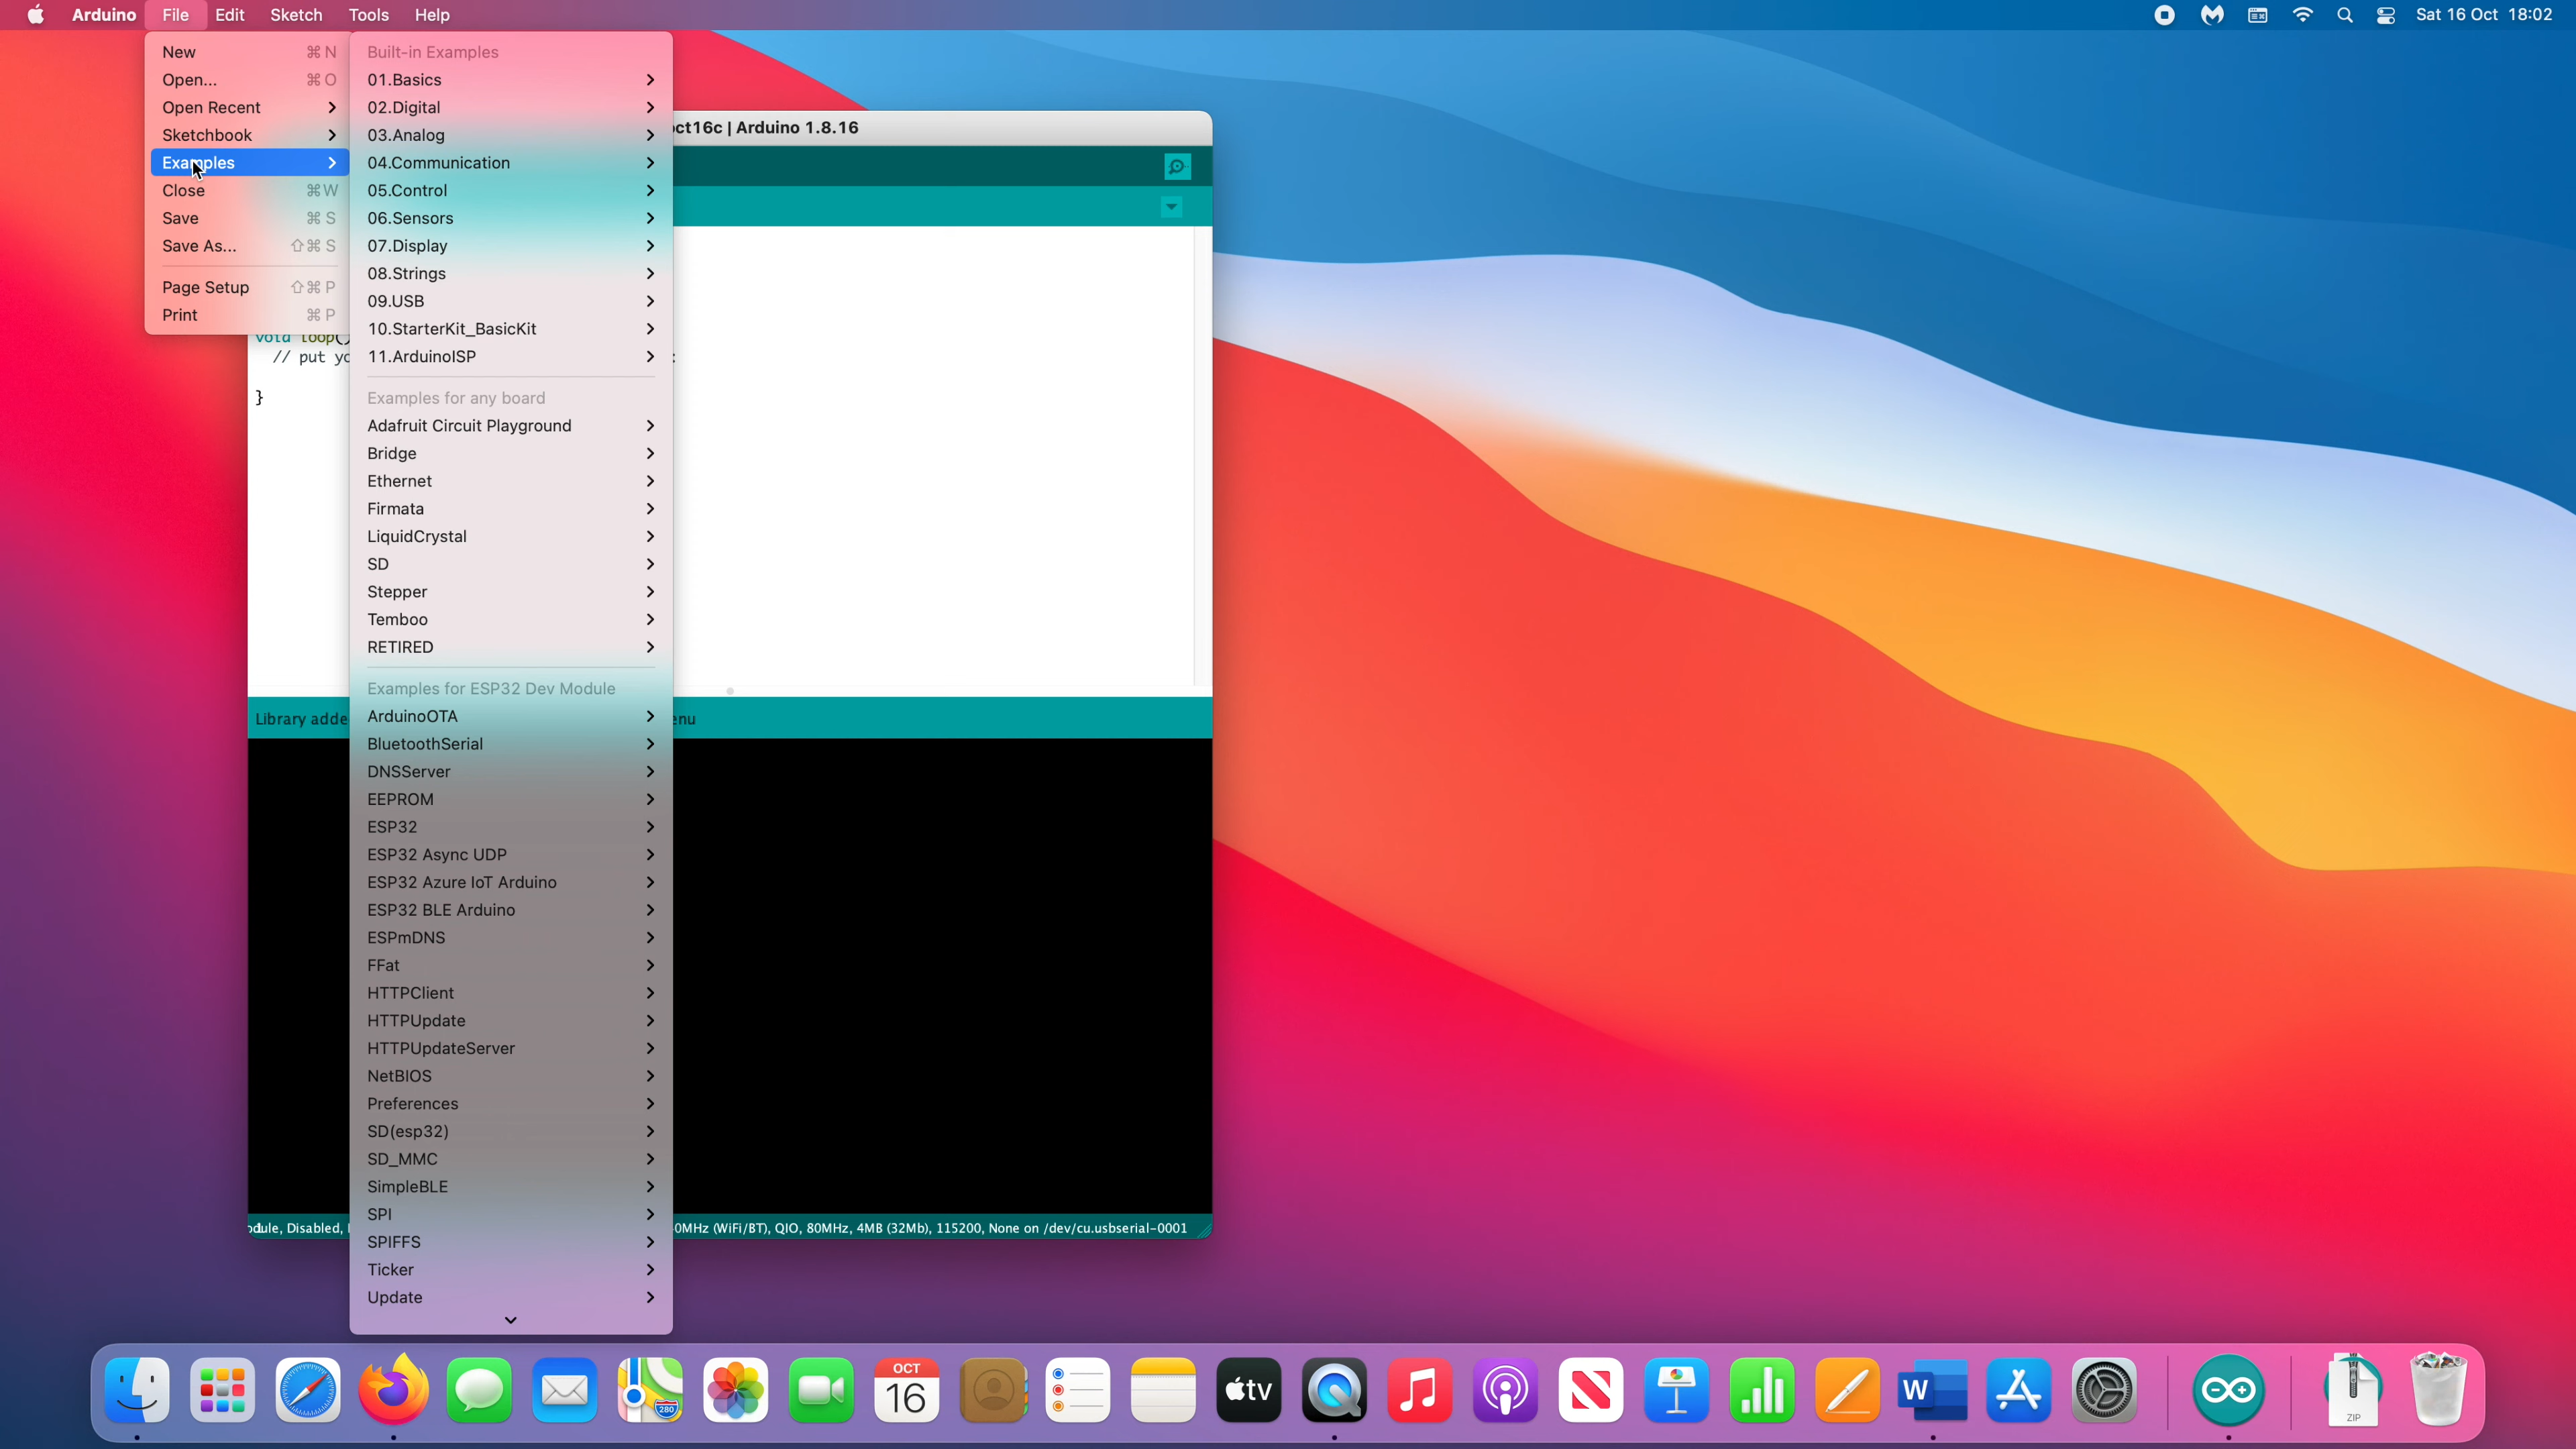 Arduino File Edit Sketch Tools Help Sat 16 Oct 18:02
New ⌘ N
Open... ⌘ O
Open Recent
Sketchbook
Examples
Close ⌘ W
Save ⌘ S
Save As... ⇧ ⌘ S
Page Setup ⇧ ⌘ P
Print ⌘ P
Built-in Examples
01.Basics
02.Digital
03.Analog
04.Communication
05.Control
06.Sensors
07.Display
08.Strings
09.USB
10.StarterKit_BasicKit
11.ArduinoISP
Examples for any board
Adafruit Circuit Playground
Bridge
Ethernet
Firmata
LiquidCrystal
SD
Stepper
Temboo
RETIRED
Examples for ESP32 Dev Module
ArduinoOTA
BluetoothSerial
DNSServer
EEPROM
ESP32
ESP32 Async UDP
ESP32 Azure IoT Arduino
ESP32 BLE Arduino
ESPmDNS
FFat
HTTPClient
HTTPUpdate
HTTPUpdateServer
NetBIOS
Preferences
SD(esp32)
SD_MMC
SimpleBLE
SPI
SPIFFS
Ticker
Update
oct16c | Arduino 1.8.16
void loop()
// put yo :
}
Library adde enu
dule, Disabled, 0MHz (WiFi/BT), QIO, 80MHz, 4MB (32Mb), 115200, None on /dev/cu.usbserial-0001
280
OCT
16
tv
W
ZIP